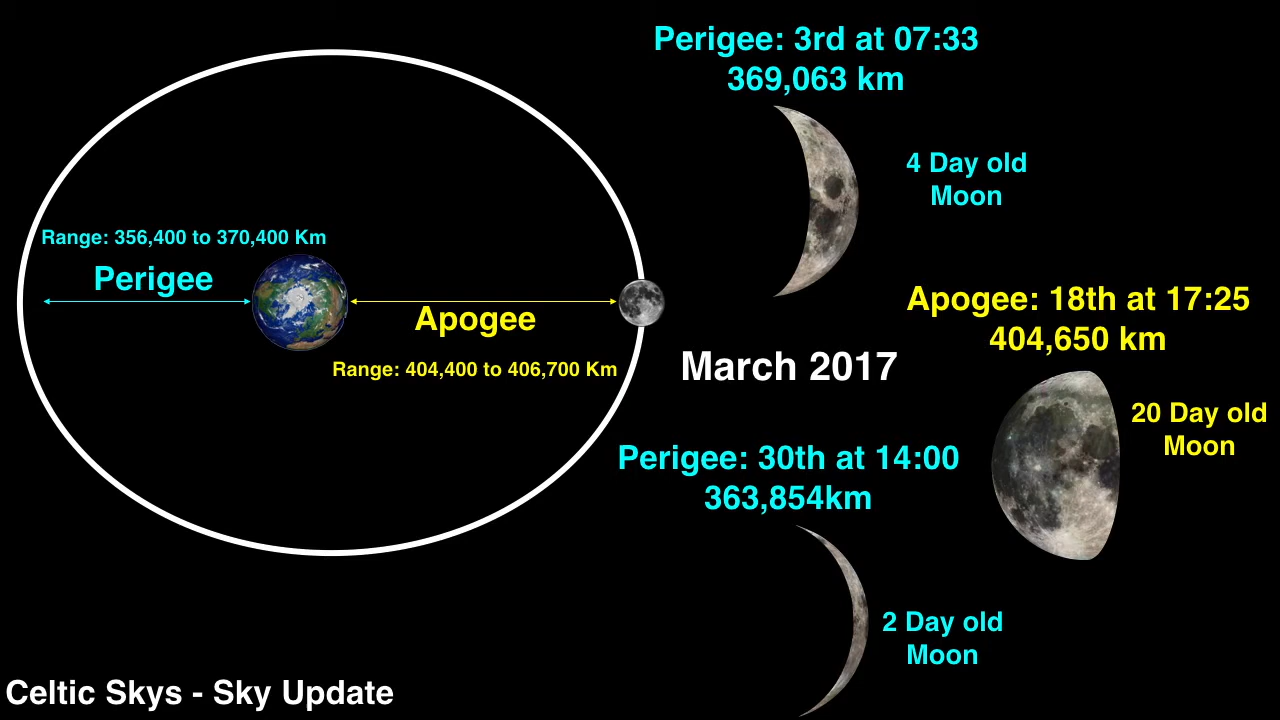 Perigee: 3rd at 07:33
369,063 km
4 Day old
Moon
Range: 356,400 to 370,400 Km
Perigee
Apogee
Range: 404,400 to 406,700 Km
Apogee: 18th at 17:25
404,650 km
March 2017
20 Day old
Moon
Perigee: 30th at 14:00
363,854km
2 Day old
Moon
Celtic Skys - Sky Update